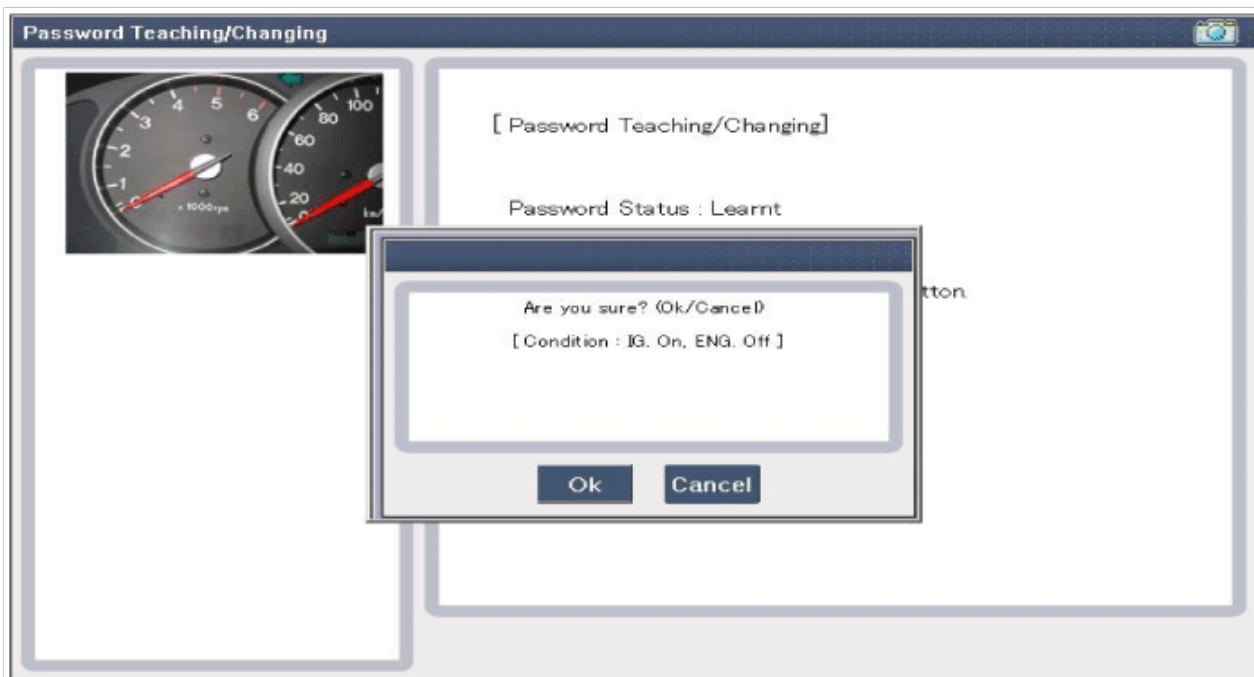 Password Teaching/Changing
[ Password Teaching/Changing]
Password Status : Learnt
tton.
Are you sure? (Ok/Cancel)
[ Condition : IG. On, ENG. Off ]
Ok Cancel
1 2 3 4 5 6
x 1000rpm
20 40 60 80 100
km/